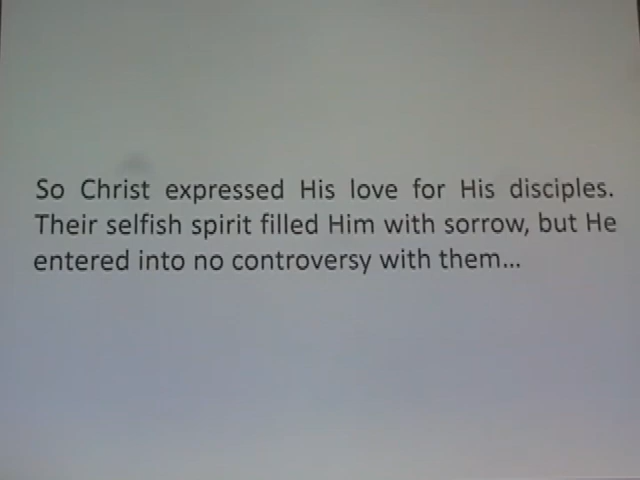 So Christ expressed His love for His disciples.
Their selfish spirit filled Him with sorrow, but He
entered into no controversy with them...